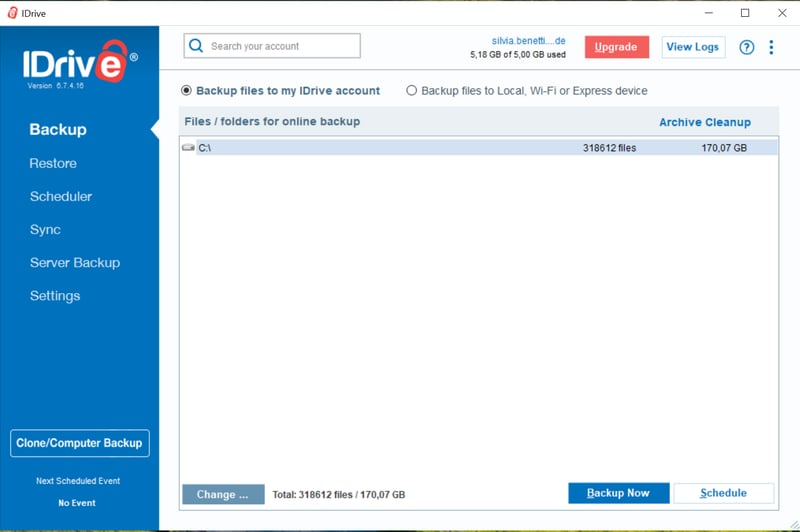 IDrive
IDrive®
Version 6.7.4.16
Search your account
silvia.benetti....de
5,18 GB of 5,00 GB used
Upgrade
View Logs
?
Backup files to my IDrive account
Backup files to Local, Wi-Fi or Express device
Files / folders for online backup
Archive Cleanup
C:\ 318612 files 170,07 GB
Backup
Restore
Scheduler
Sync
Server Backup
Settings
Clone/Computer Backup
Next Scheduled Event
No Event
Change ...
Total: 318612 files / 170,07 GB
Backup Now
Schedule